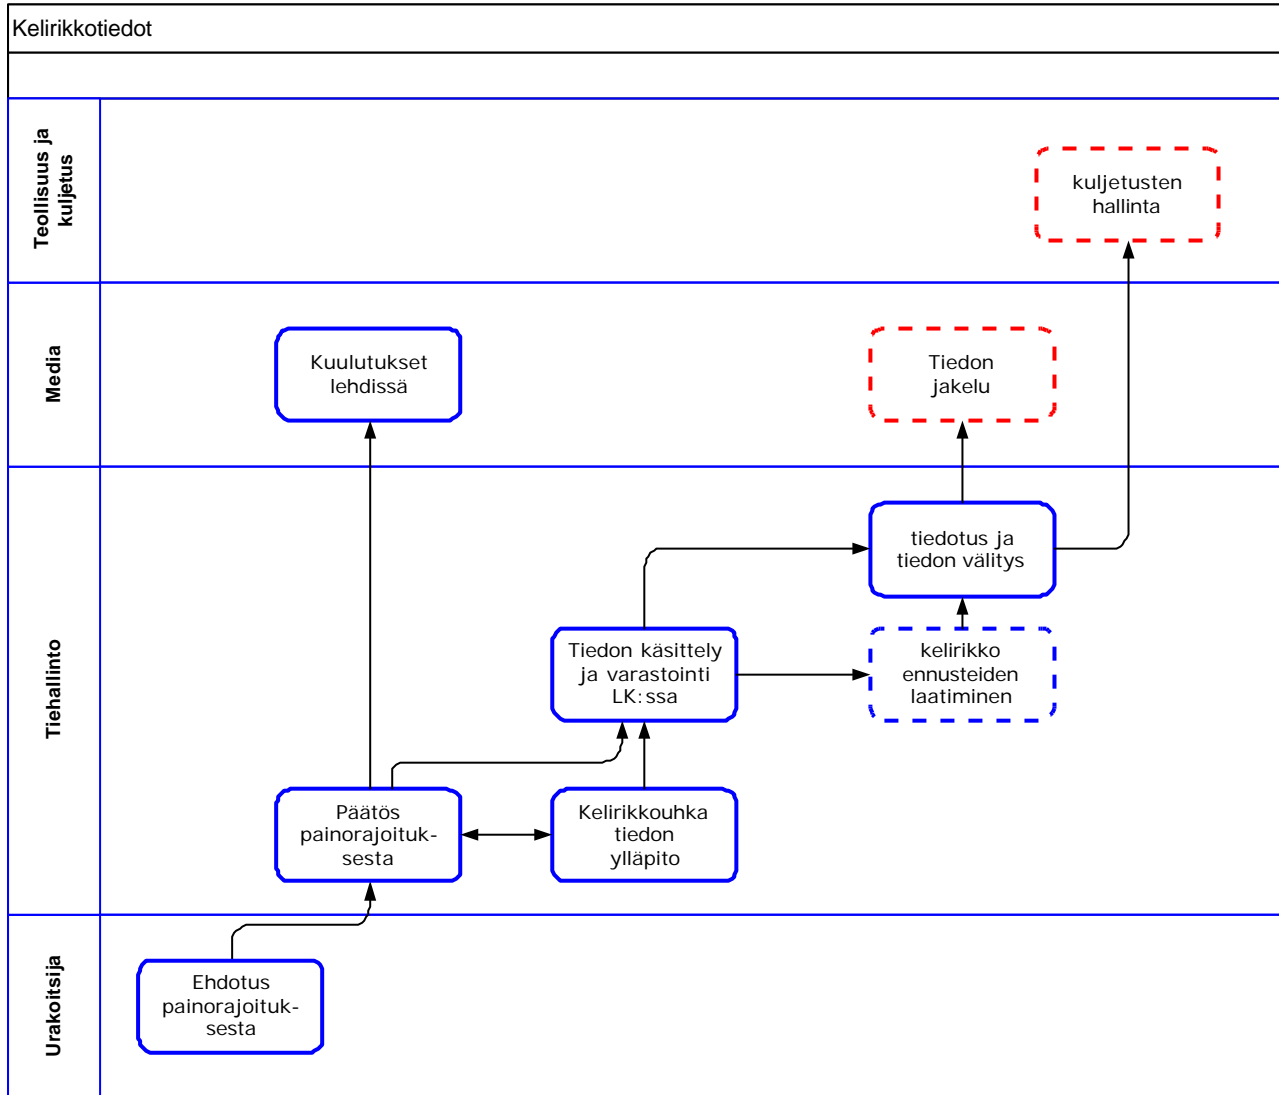 Kelirikkotiedot
Teollisuus ja
kuljetus
kuljetusten
hallinta
Media
Kuulutukset
lehdissä
Tiedon
jakelu
Tiehallinto
tiedotus ja
tiedon välitys
Tiedon käsittely
ja varastointi
LK:ssa
kelirikko
ennusteiden
laatiminen
Päätös
painorajoituk-
sesta
Kelirikkouhka
tiedon
ylläpito
Urakoitsija
Ehdotus
painorajoituk-
sesta